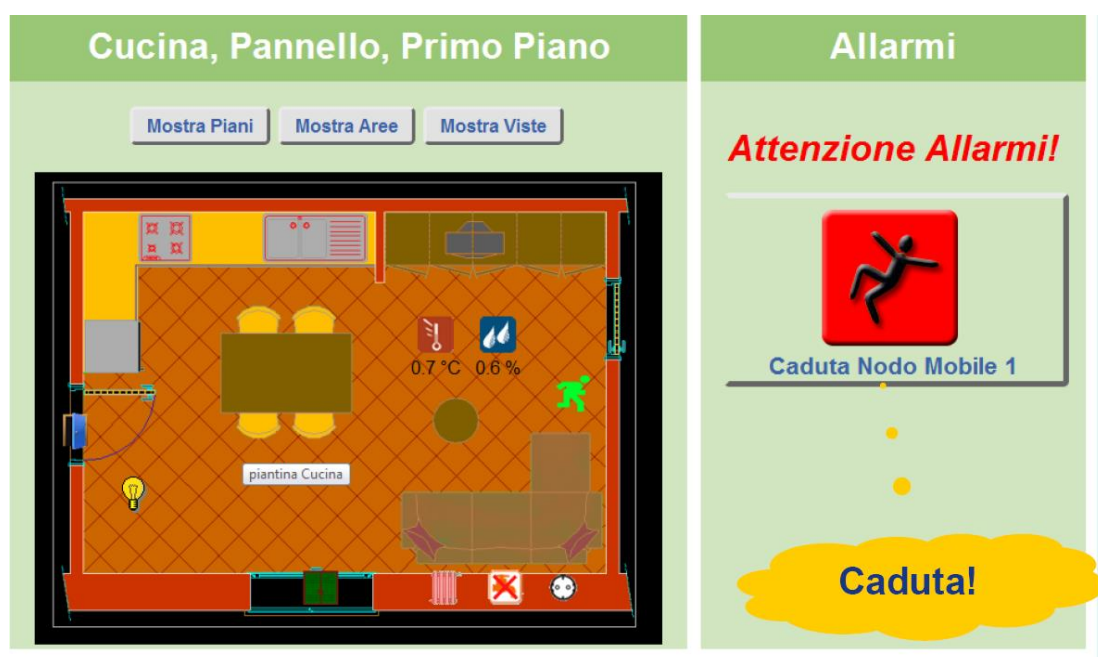 Cucina, Pannello, Primo Piano
Mostra Piani
Mostra Aree
Mostra Viste
0.7 °C
0.6 %
piantina Cucina
Allarmi
Attenzione Allarmi!
Caduta Nodo Mobile 1
Caduta!